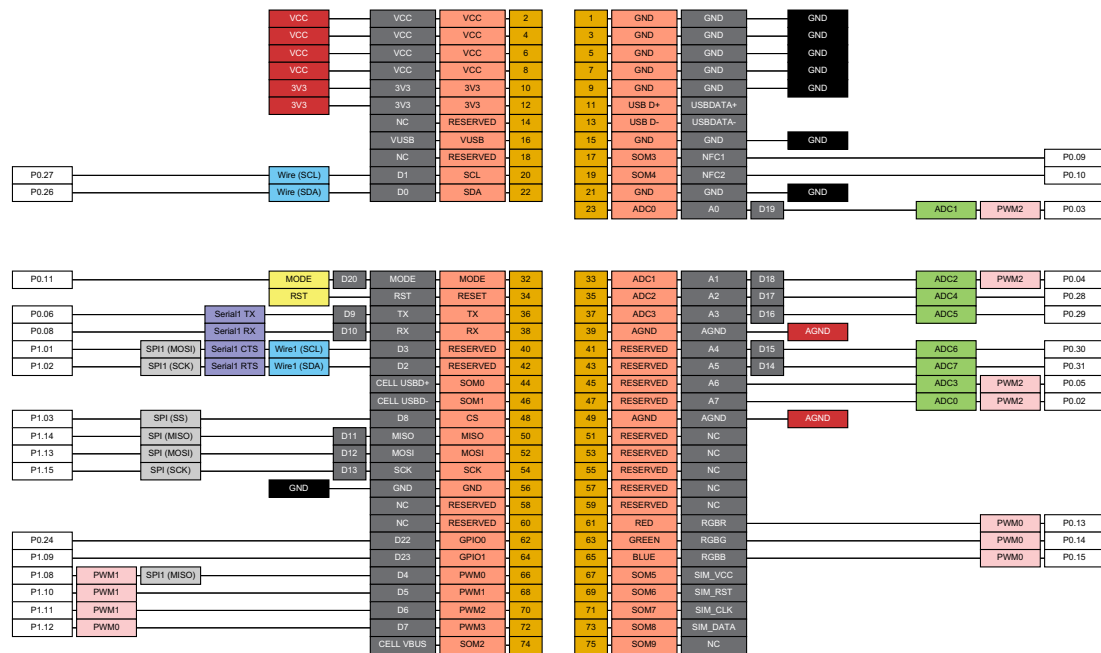 VCC VCC VCC 2 1 GND GND GND
VCC VCC VCC 4 3 GND GND GND
VCC VCC VCC 6 5 GND GND GND
VCC VCC VCC 8 7 GND GND GND
3V3 3V3 3V3 10 9 GND GND GND
3V3 3V3 3V3 12 11 USB D+ USBDATA+
NC RESERVED 14 13 USB D- USBDATA-
VUSB VUSB 16 15 GND GND GND
NC RESERVED 18 17 SOM3 NFC1 P0.09
P0.27 Wire (SCL) D1 SCL 20 19 SOM4 NFC2 P0.10
P0.26 Wire (SDA) D0 SDA 22 21 GND GND GND
23 ADC0 A0 D19 ADC1 PWM2 P0.03
P0.11 MODE D20 MODE MODE 32 33 ADC1 A1 D18 ADC2 PWM2 P0.04
RST RST RESET 34 35 ADC2 A2 D17 ADC4 P0.28
P0.06 Serial1 TX D9 TX TX 36 37 ADC3 A3 D16 ADC5 P0.29
P0.08 Serial1 RX D10 RX RX 38 39 AGND AGND AGND
P1.01 SPI1 (MOSI) Serial1 CTS Wire1 (SCL) D3 RESERVED 40 41 RESERVED A4 D15 ADC6 P0.30
P1.02 SPI1 (SCK) Serial1 RTS Wire1 (SDA) D2 RESERVED 42 43 RESERVED A5 D14 ADC7 P0.31
CELL USBD+ SOM0 44 45 RESERVED A6 ADC3 PWM2 P0.05
CELL USBD- SOM1 46 47 RESERVED A7 ADC0 PWM2 P0.02
P1.03 SPI (SS) D8 CS 48 49 AGND AGND AGND
P1.14 SPI (MISO) D11 MISO MISO 50 51 RESERVED NC
P1.13 SPI (MOSI) D12 MOSI MOSI 52 53 RESERVED NC
P1.15 SPI (SCK) D13 SCK SCK 54 55 RESERVED NC
GND GND GND 56 57 RESERVED NC
NC RESERVED 58 59 RESERVED NC
NC RESERVED 60 61 RED RGBR PWM0 P0.13
P0.24 D22 GPIO0 62 63 GREEN RGBG PWM0 P0.14
P1.09 D23 GPIO1 64 65 BLUE RGBB PWM0 P0.15
P1.08 PWM1 SPI1 (MISO) D4 PWM0 66 67 SOM5 SIM_VCC
P1.10 PWM1 D5 PWM1 68 69 SOM6 SIM_RST
P1.11 PWM1 D6 PWM2 70 71 SOM7 SIM_CLK
P1.12 PWM0 D7 PWM3 72 73 SOM8 SIM_DATA
CELL VBUS SOM2 74 75 SOM9 NC